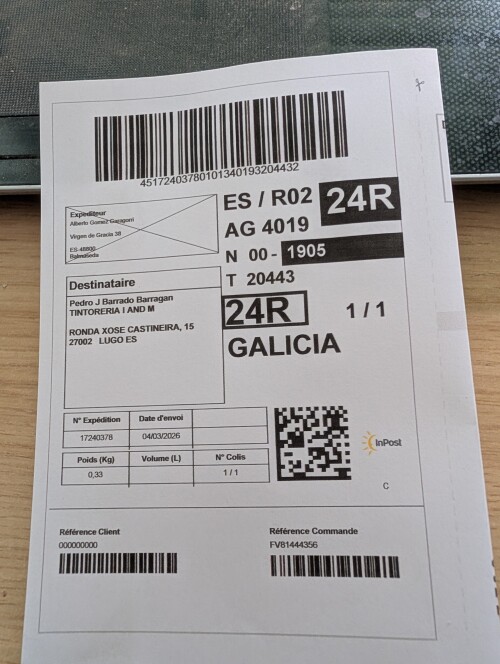 45172403780101340193204432
Expéditeur
Alberto Gomez Garagorri
Virgen de Gracia 38
ES-48800
Balmaseda
ES / R02 24R
AG 4019
N 00 - 1905
T 20443
24R 1 / 1
GALICIA
Destinataire
Pedro J Barrado Barragan
TINTORERIA I AND M
RONDA XOSE CASTINEIRA, 15
27002 LUGO ES
N° Expédition Date d'envoi
17240378 04/03/2026
Poids (Kg) Volume (L) N° Colis
0,33 1 / 1
InPost
C
Référence Client
000000000
Référence Commande
FV81444356